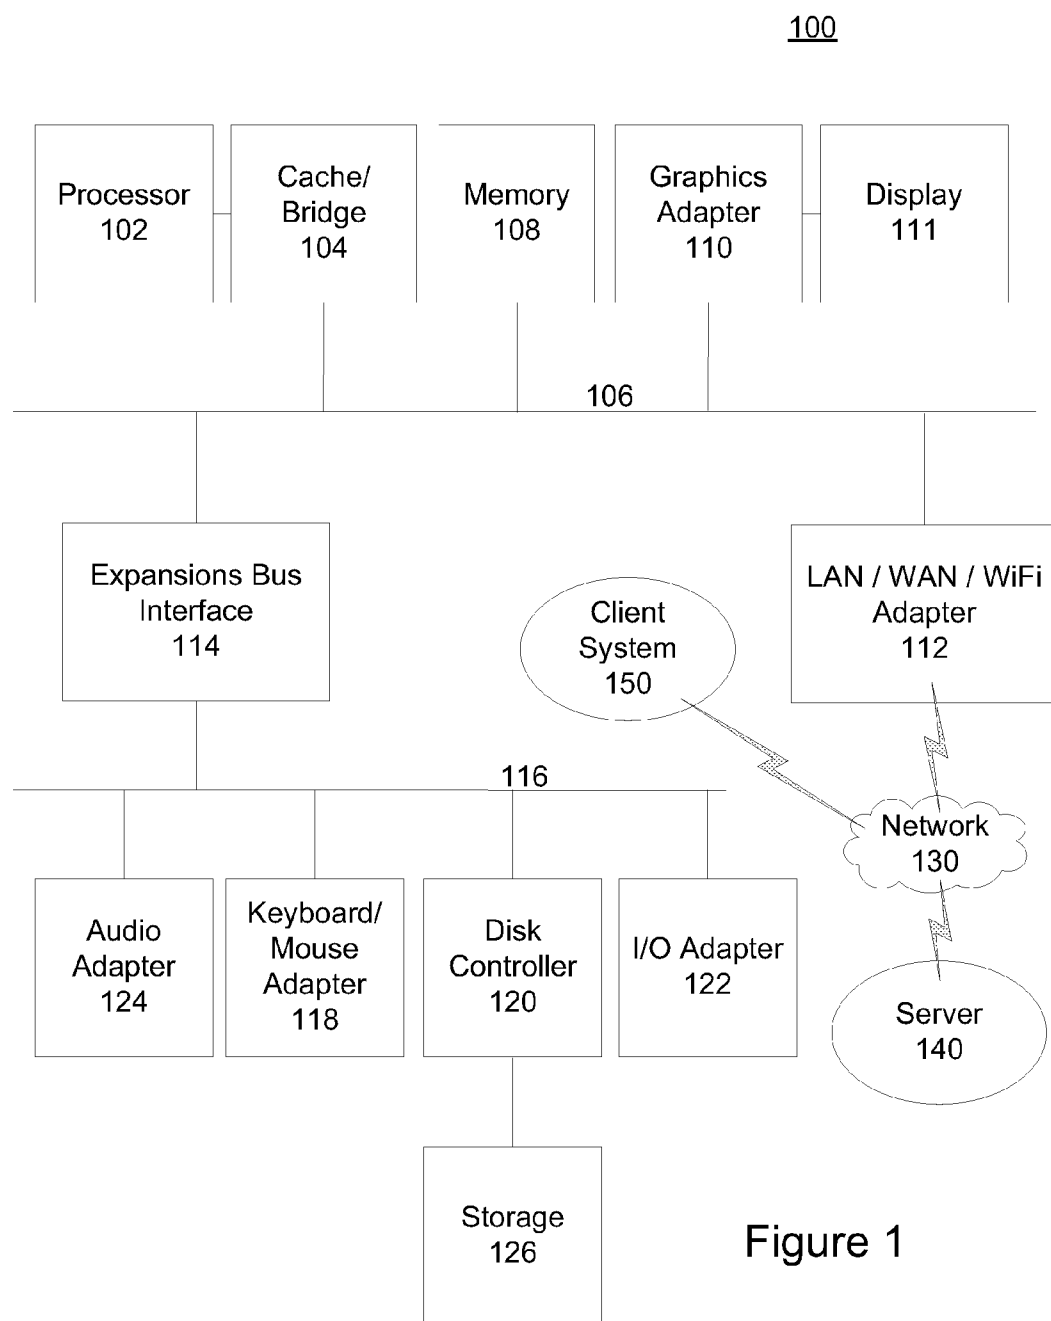 100
Processor
102
Cache/
Bridge
104
Memory
108
Graphics
Adapter
110
Display
111
106
Expansions Bus
Interface
114
Client
System
150
LAN / WAN / WiFi
Adapter
112
116
Network
130
Audio
Adapter
124
Keyboard/
Mouse
Adapter
118
Disk
Controller
120
I/O Adapter
122
Server
140
Storage
126
Figure 1